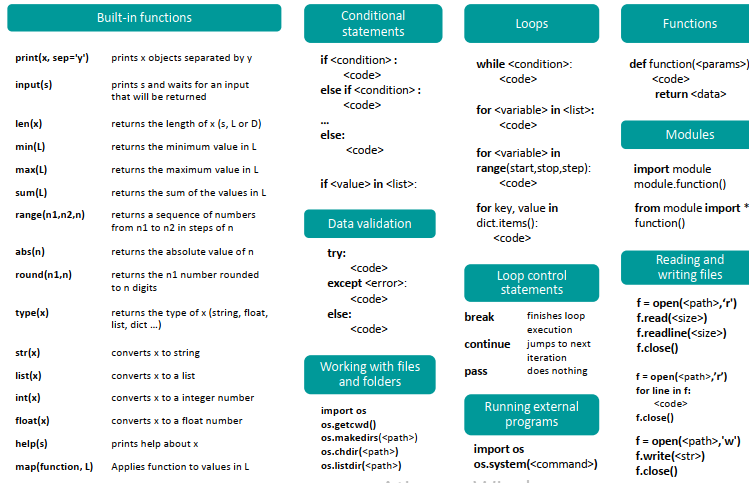 Built-in functions
print(x, sep='y') prints x objects separated by y
input(s) prints s and waits for an input
that will be returned
len(x) returns the length of x (s, L or D)
min(L) returns the minimum value in L
max(L) returns the maximum value in L
sum(L) returns the sum of the values in L
range(n1,n2,n) returns a sequence of numbers
from n1 to n2 in steps of n
abs(n) returns the absolute value of n
round(n1,n) returns the n1 number rounded
to n digits
type(x) returns the type of x (string, float,
list, dict …)
str(x) converts x to string
list(x) converts x to a list
int(x) converts x to a integer number
float(x) converts x to a float number
help(s) prints help about x
map(function, L) Applies function to values in L
Conditional
statements
if <condition> :
<code>
else if <condition> :
<code>
…
else:
<code>
if <value> in <list>:
Data validation
try:
<code>
except <error>:
<code>
else:
<code>
Working with files
and folders
import os
os.getcwd()
os.makedirs(<path>)
os.chdir(<path>)
os.listdir(<path>)
Loops
while <condition>:
<code>
for <variable> in <list>:
<code>
for <variable> in
range(start,stop,step):
<code>
for key, value in
dict.items():
<code>
Loop control
statements
break finishes loop
execution
continue jumps to next
iteration
pass does nothing
Running external
programs
import os
os.system(<command>)
Functions
def function(<params>)
<code>
return <data>
Modules
import module
module.function()
from module import *
function()
Reading and
writing files
f = open(<path>,‘r')
f.read(<size>)
f.readline(<size>)
f.close()
f = open(<path>,’r’)
for line in f:
<code>
f.close()
f = open(<path>,'w')
f.write(<str>)
f.close()